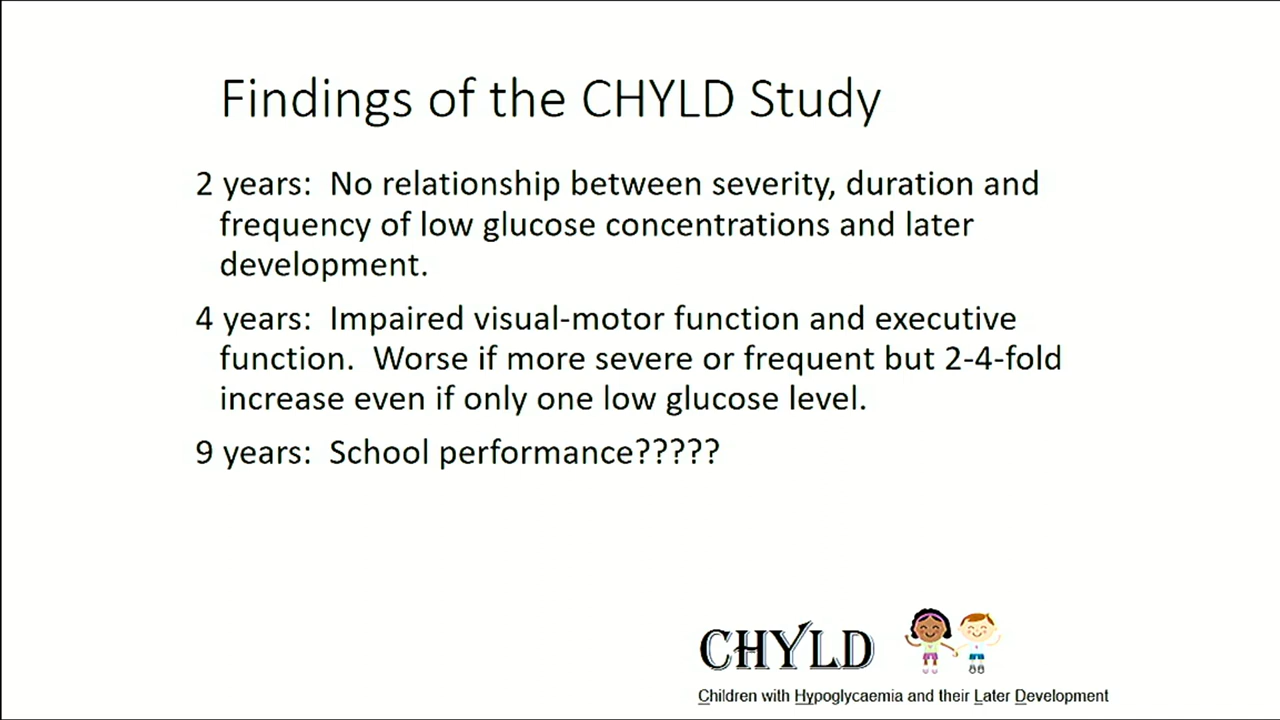 Findings of the CHYLD Study
2 years: No relationship between severity, duration and
frequency of low glucose concentrations and later
development.
4 years: Impaired visual-motor function and executive
function. Worse if more severe or frequent but 2-4-fold
increase even if only one low glucose level.
9 years: School performance?????
CHYLD
Children with Hypoglycaemia and their Later Development